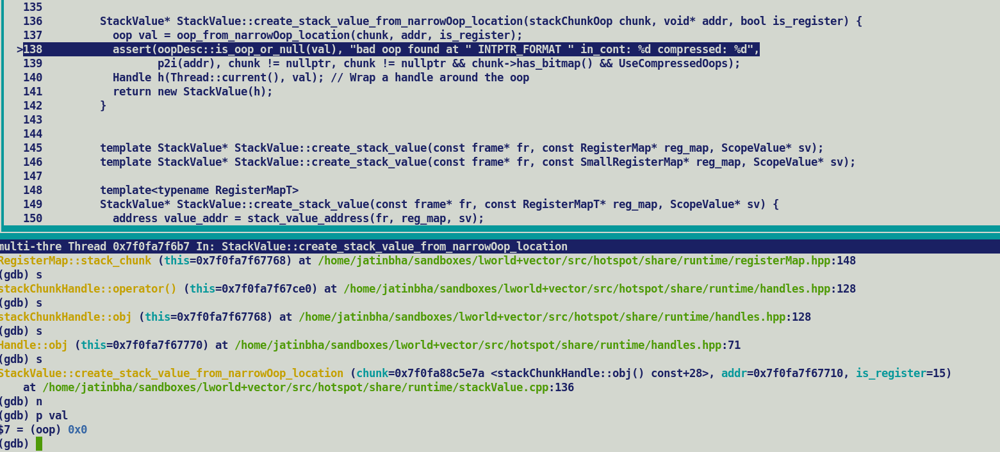 135
136         StackValue* StackValue::create_stack_value_from_narrowOop_location(stackChunkOop chunk, void* addr, bool is_register) {
137           oop val = oop_from_narrowOop_location(chunk, addr, is_register);
>138           assert(oopDesc::is_oop_or_null(val), "bad oop found at " INTPTR_FORMAT " in_cont: %d compressed: %d",
139                  p2i(addr), chunk != nullptr, chunk != nullptr && chunk->has_bitmap() && UseCompressedOops);
140           Handle h(Thread::current(), val); // Wrap a handle around the oop
141           return new StackValue(h);
142         }
143
144
145         template StackValue* StackValue::create_stack_value(const frame* fr, const RegisterMap* reg_map, ScopeValue* sv);
146         template StackValue* StackValue::create_stack_value(const frame* fr, const SmallRegisterMap* reg_map, ScopeValue* sv);
147
148         template<typename RegisterMapT>
149         StackValue* StackValue::create_stack_value(const frame* fr, const RegisterMapT* reg_map, ScopeValue* sv) {
150           address value_addr = stack_value_address(fr, reg_map, sv);
multi-thre Thread 0x7f0fa7f6b7 In: StackValue::create_stack_value_from_narrowOop_location
RegisterMap::stack_chunk (this=0x7f0fa7f67768) at /home/jatinbha/sandboxes/lworld+vector/src/hotspot/share/runtime/registerMap.hpp:148
(gdb) s
stackChunkHandle::operator() (this=0x7f0fa7f67ce0) at /home/jatinbha/sandboxes/lworld+vector/src/hotspot/share/runtime/handles.hpp:128
(gdb) s
stackChunkHandle::obj (this=0x7f0fa7f67768) at /home/jatinbha/sandboxes/lworld+vector/src/hotspot/share/runtime/handles.hpp:128
(gdb) s
Handle::obj (this=0x7f0fa7f67770) at /home/jatinbha/sandboxes/lworld+vector/src/hotspot/share/runtime/handles.hpp:71
(gdb) s
StackValue::create_stack_value_from_narrowOop_location (chunk=0x7f0fa88c5e7a <stackChunkHandle::obj() const+28>, addr=0x7f0fa7f67710, is_register=15)
    at /home/jatinbha/sandboxes/lworld+vector/src/hotspot/share/runtime/stackValue.cpp:136
(gdb) n
(gdb) p val
$7 = (oop) 0x0
(gdb)